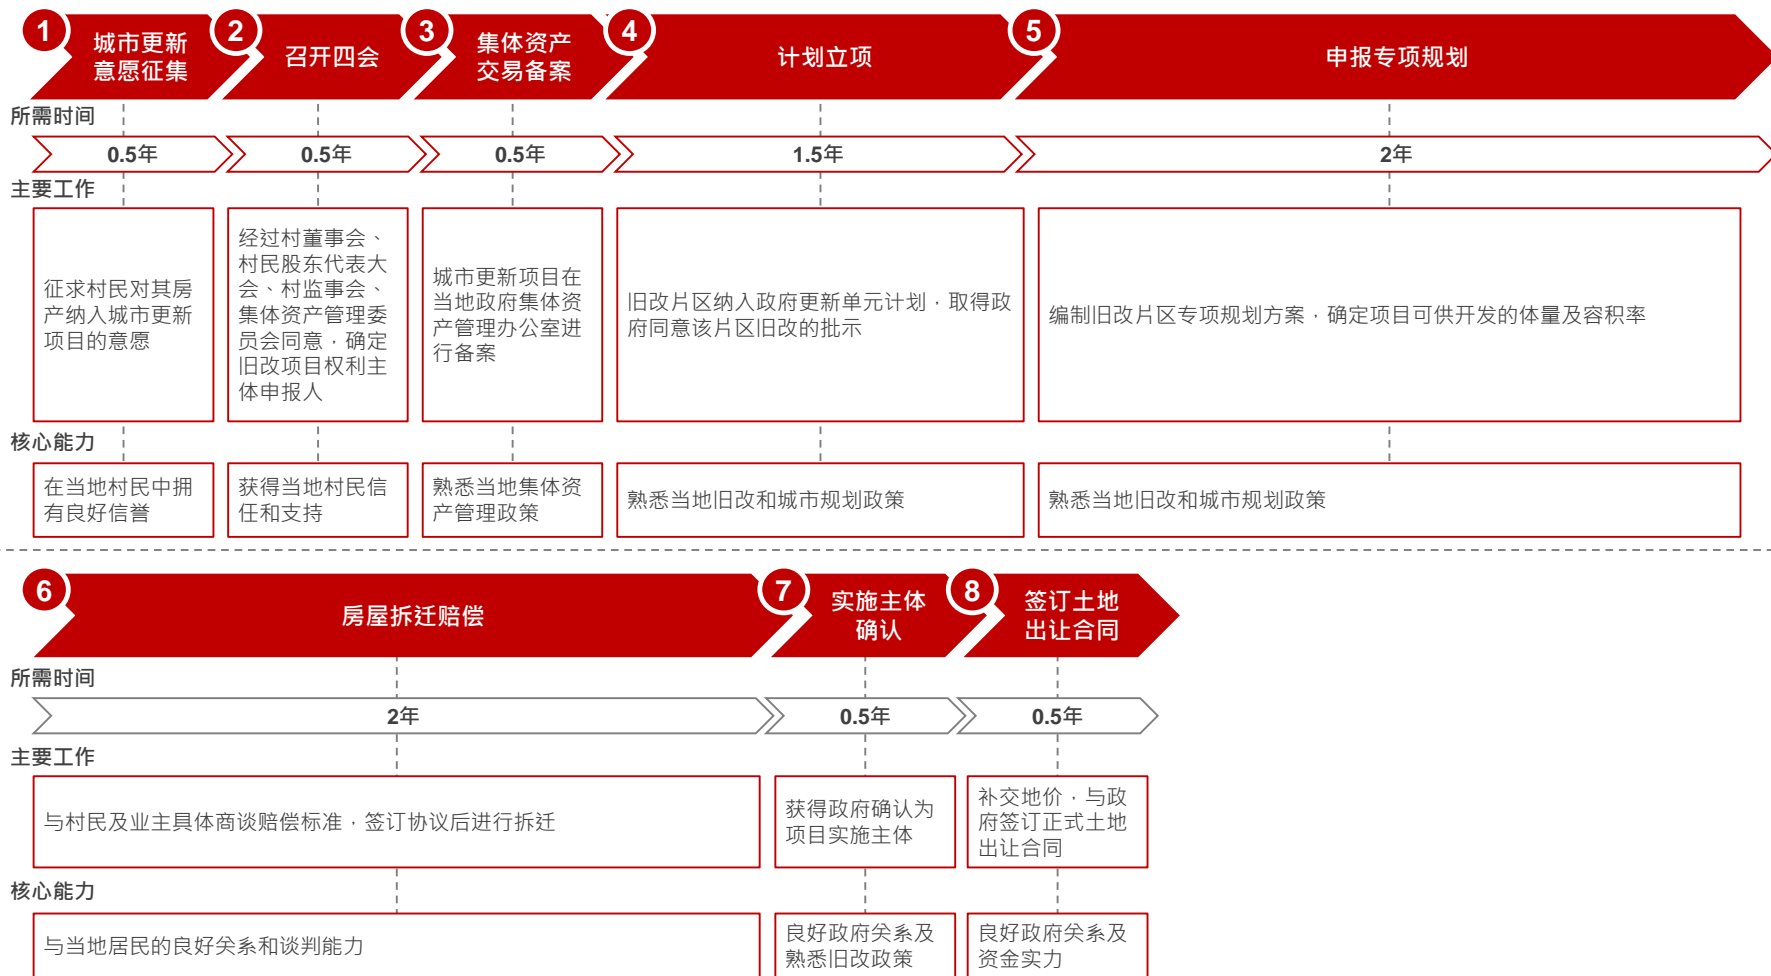 1
城市更新
意愿征集
2
召开四会
3
集体资产
交易备案
4
计划立项
5
申报专项规划
所需时间
0.5年
0.5年
0.5年
1.5年
2年
主要工作
征求村民对其房
产纳入城市更新
项目的意愿
经过村董事会、
村民股东代表大
会、村监事会、
集体资产管理委
员会同意，确定
旧改项目权利主
体申报人
城市更新项目在
当地政府集体资
产管理办公室进
行备案
旧改片区纳入政府更新单元计划，取得政
府同意该片区旧改的批示
编制旧改片区专项规划方案，确定项目可供开发的体量及容积率
核心能力
在当地村民中拥
有良好信誉
获得当地村民信
任和支持
熟悉当地集体资
产管理政策
熟悉当地旧改和城市规划政策
熟悉当地旧改和城市规划政策
6
房屋拆迁赔偿
7
实施主体
确认
8
签订土地
出让合同
所需时间
2年
0.5年
0.5年
主要工作
与村民及业主具体商谈赔偿标准，签订协议后进行拆迁
获得政府确认为
项目实施主体
补交地价，与政
府签订正式土地
出让合同
核心能力
与当地居民的良好关系和谈判能力
良好政府关系及
熟悉旧改政策
良好政府关系及
资金实力